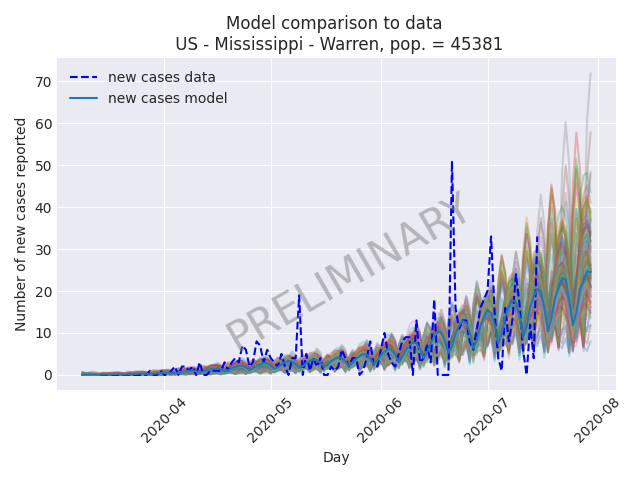 Model comparison to data
US - Mississippi - Warren, pop. = 45381
new cases data
new cases model
PRELIMINARY
Number of new cases reported
70
60
50
40
30
20
10
0
2020-04
2020-05
2020-06
2020-07
2020-08
Day